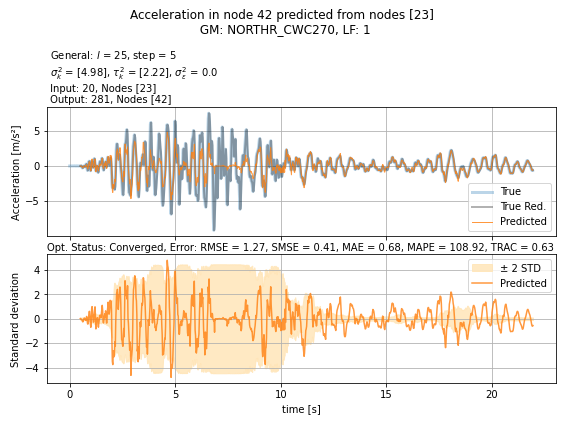 Acceleration in node 42 predicted from nodes [23]
GM: NORTHR_CWC270, LF: 1
General: l = 25, step = 5
σ²ₖ = [4.98], τ²ₖ = [2.22], σ²ε = 0.0
Input: 20, Nodes [23]
Output: 281, Nodes [42]
Acceleration [m/s²]
5
0
−5
True
True Red.
Predicted
Opt. Status: Converged, Error: RMSE = 1.27, SMSE = 0.41, MAE = 0.68, MAPE = 108.92, TRAC = 0.63
Standard deviation
4
2
0
−2
−4
± 2 STD
Predicted
0 5 10 15 20
time [s]